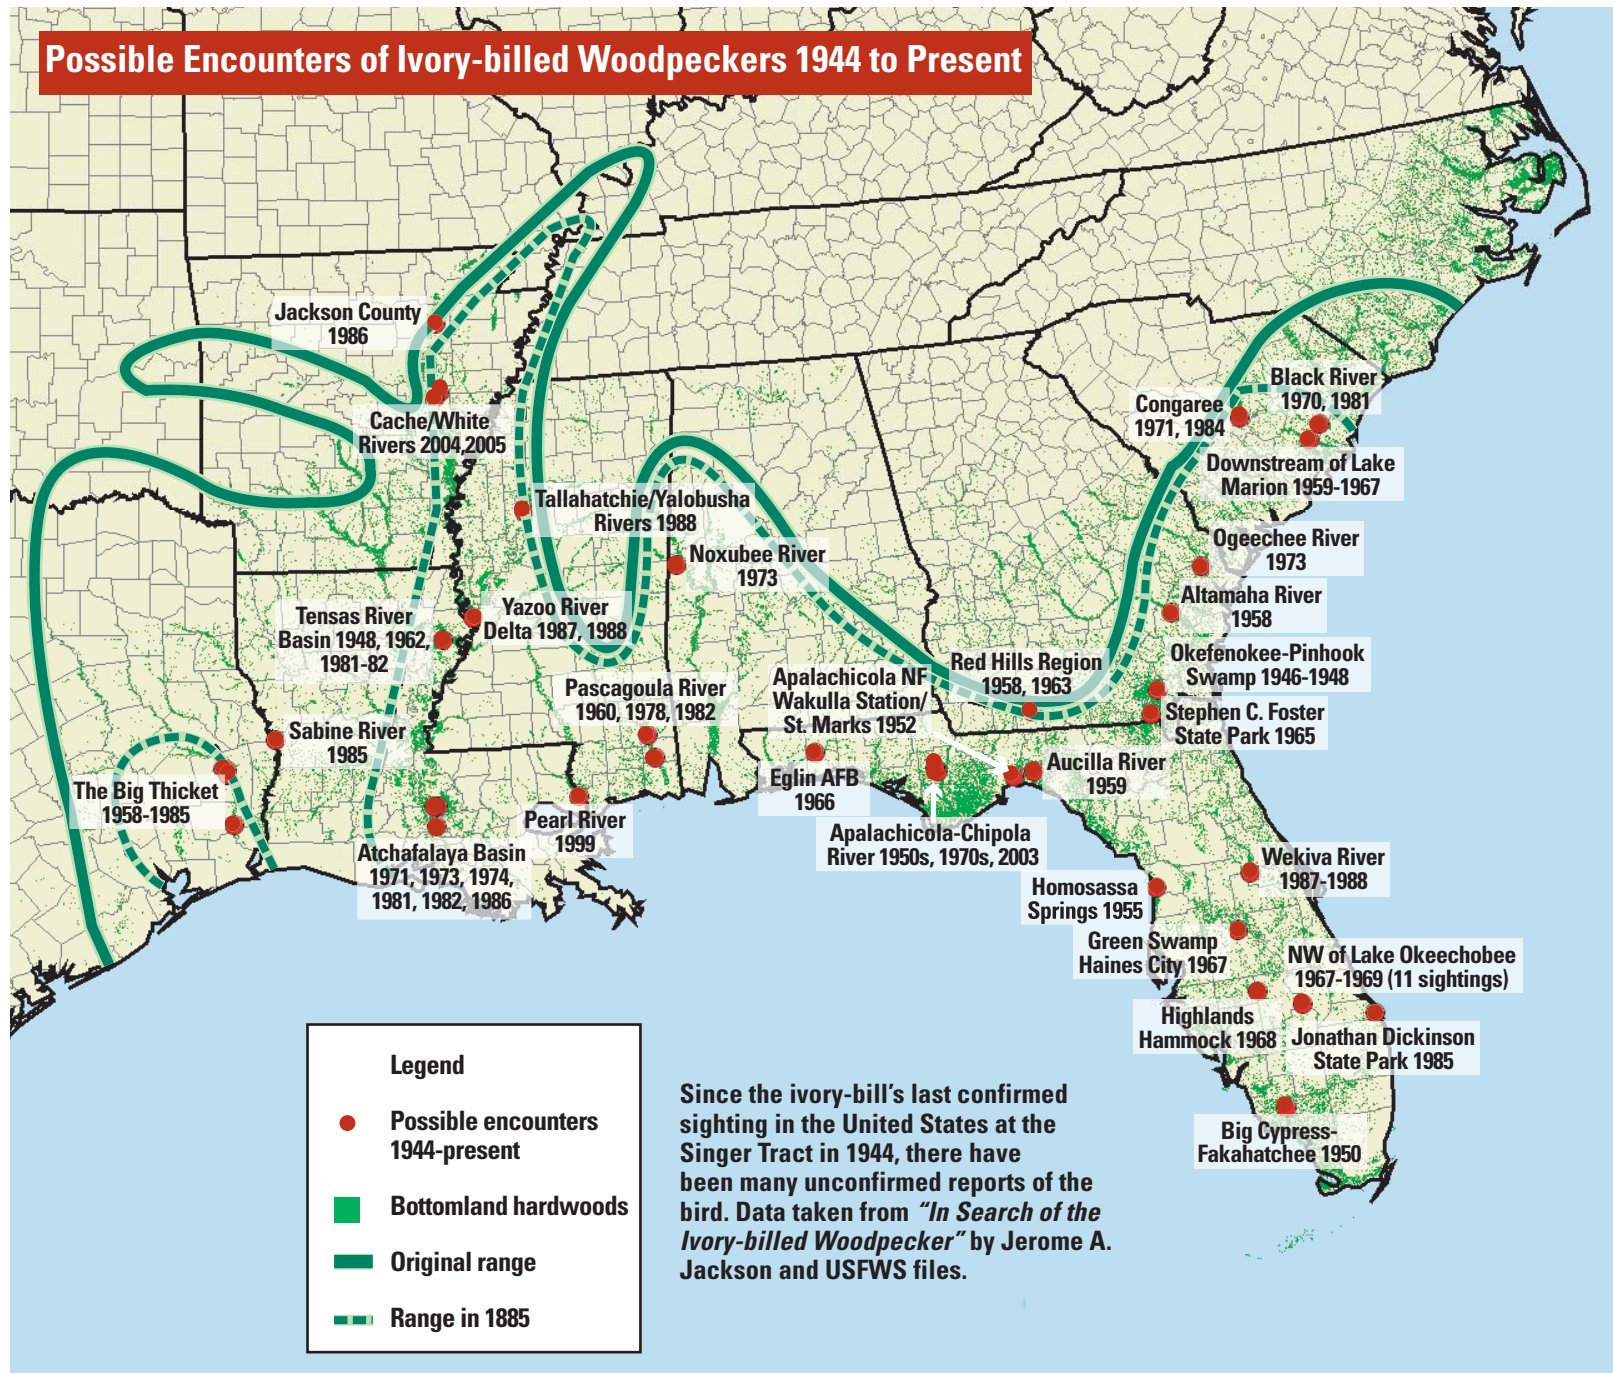 Possible Encounters of Ivory-billed Woodpeckers 1944 to Present
Jackson County
1986
Cache/White
Rivers 2004,2005
Tallahatchie/Yalobusha
Rivers 1988
Noxubee River
1973
Congaree
1971, 1984
Black River
1970, 1981
Downstream of Lake
Marion 1959-1967
Ogeechee River
1973
Altamaha River
1958
Okefenokee-Pinhook
Swamp 1946-1948
Stephen C. Foster
State Park 1965
Tensas River
Basin 1948, 1962,
1981-82
Yazoo River
Delta 1987, 1988
Pascagoula River
1960, 1978, 1982
Apalachicola NF
Wakulla Station/
St. Marks 1952
Red Hills Region
1958, 1963
Sabine River
1985
The Big Thicket
1958-1985
Atchafalaya Basin
1971, 1973, 1974,
1981, 1982, 1986
Pearl River
1999
Eglin AFB
1966
Aucilla River
1959
Apalachicola-Chipola
River 1950s, 1970s, 2003
Homosassa
Springs 1955
Wekiva River
1987-1988
Green Swamp
Haines City 1967
NW of Lake Okeechobee
1967-1969 (11 sightings)
Highlands
Hammock 1968
Jonathan Dickinson
State Park 1985
Big Cypress-
Fakahatchee 1950
Legend
Possible encounters
1944-present
Bottomland hardwoods
Original range
Range in 1885
Since the ivory-bill’s last confirmed
sighting in the United States at the
Singer Tract in 1944, there have
been many unconfirmed reports of the
bird. Data taken from “In Search of the
Ivory-billed Woodpecker” by Jerome A.
Jackson and USFWS files.